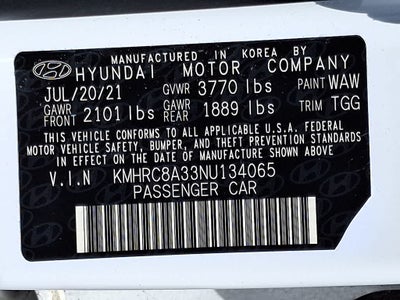 MANUFACTURED IN KOREA BY
HYUNDAI MOTOR COMPANY
JUL/20/21 GVWR 3770 lbs PAINT WAW
GAWR FRONT 2101 lbs GAWR REAR 1889 lbs TRIM TGG
THIS VEHICLE CONFORMS TO ALL APPLICABLE U.S.A. FEDERAL
MOTOR VEHICLE SAFETY, BUMPER, AND THEFT PREVENTION STANDARDS
IN EFFECT ON THE DATE OF MANUFACTURE SHOWN ABOVE.
V.I.N KMHRC8A33NU134065
PASSENGER CAR